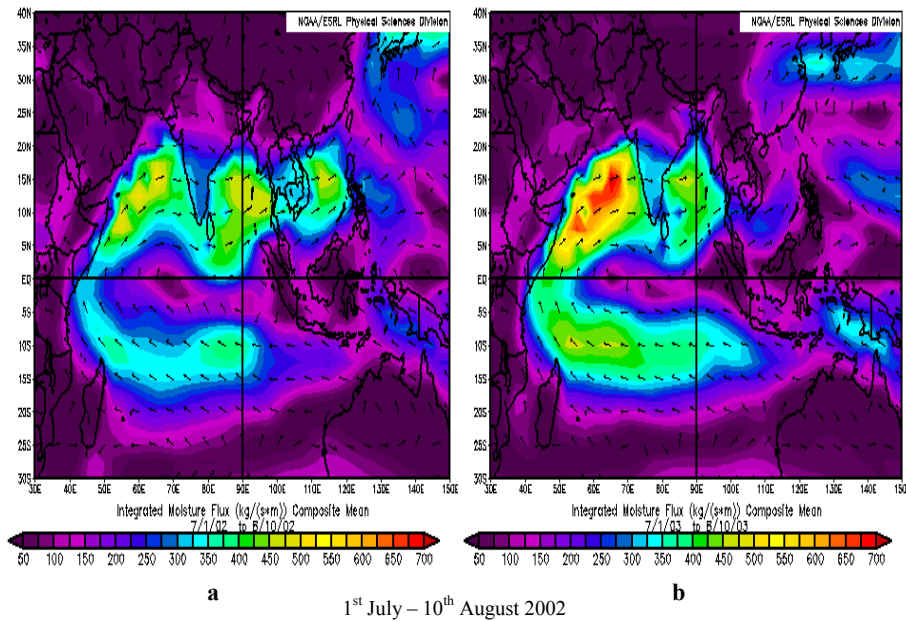 NOAA/ESRL Physical Sciences Division
NOAA/ESRL Physical Sciences Division
40N
35N
30N
25N
20N
15N
10N
5N
EQ
5S
10S
15S
20S
25S
30S
30E 40E 50E 60E 70E 80E 90E 100E 110E 120E 130E 140E 150E
40N
35N
30N
25N
20N
15N
10N
5N
EQ
5S
10S
15S
20S
25S
30S
30E 40E 50E 60E 70E 80E 90E 100E 110E 120E 130E 140E 150
Integrated Moisture Flux (kg/(s*m)) Composite Mean
7/1/02 to 8/10/02
50 100 150 200 250 300 350 400 450 500 550 600 650 700
Integrated Moisture Flux (kg/(s*m)) Composite Mean
7/1/03 to 8/10/03
50 100 150 200 250 300 350 400 450 500 550 600 650 700
a
b
1st July – 10th August 2002